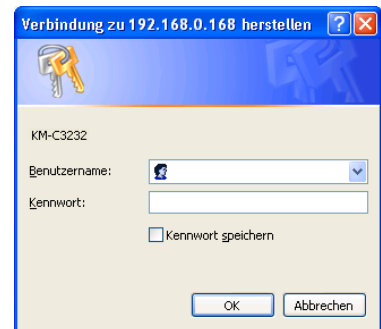 Verbindung zu 192.168.0.168 herstellen
KM-C3232
Benutzername:
Kennwort:
Kennwort speichern
OK
Abbrechen